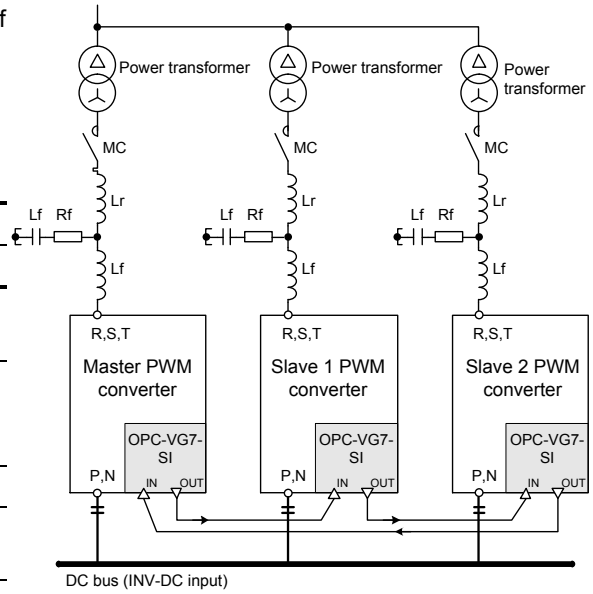 f
Power transformer
Power transformer
Power
transformer
MC
MC
MC
Lr
Lr
Lr
Lf Rf
Lf Rf
Lf Rf
Lf
Lf
Lf
R,S,T
R,S,T
R,S,T
Master PWM
converter
Slave 1 PWM
converter
Slave 2 PWM
converter
OPC-VG7-
SI
OPC-VG7-
SI
OPC-VG7-
SI
P,N
IN
OUT
P,N
IN
OUT
P,N
IN
OUT
DC bus (INV-DC input)